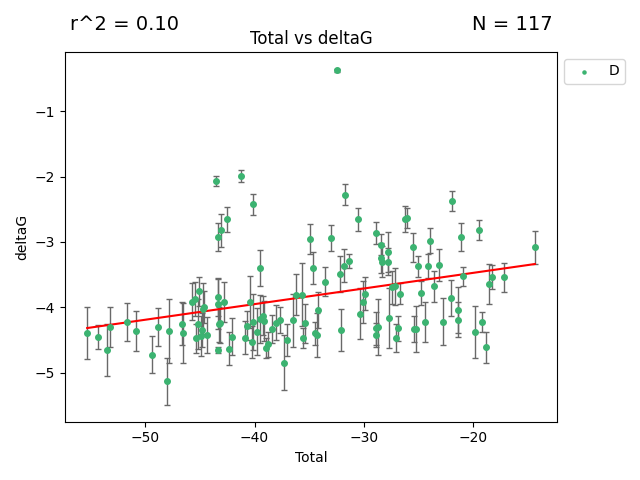 r^2 = 0.10
N = 117
Total vs deltaG
D
−1
−2
−3
−4
−5
deltaG
−50
−40
−30
−20
Total